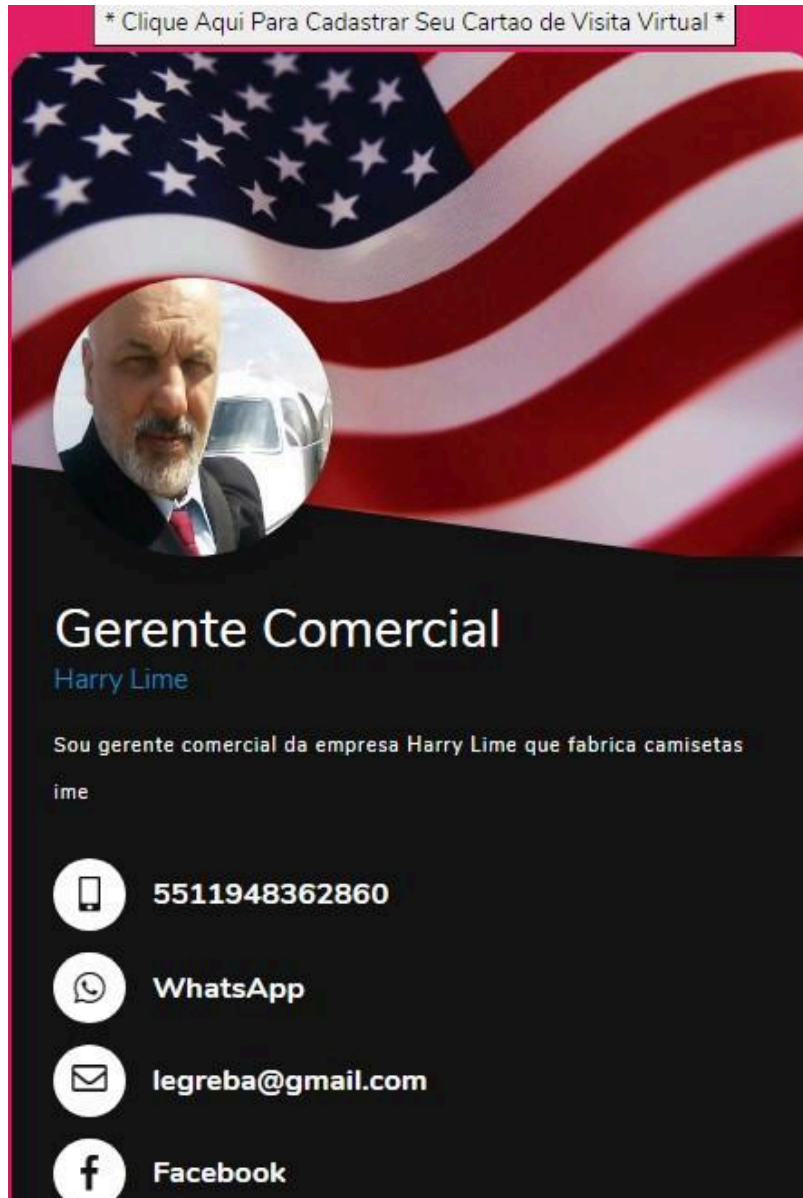 * Clique Aqui Para Cadastrar Seu Cartao de Visita Virtual *
Gerente Comercial
Harry Lime
Sou gerente comercial da empresa Harry Lime que fabrica camisetas
ime
5511948362860
WhatsApp
legreba@gmail.com
Facebook